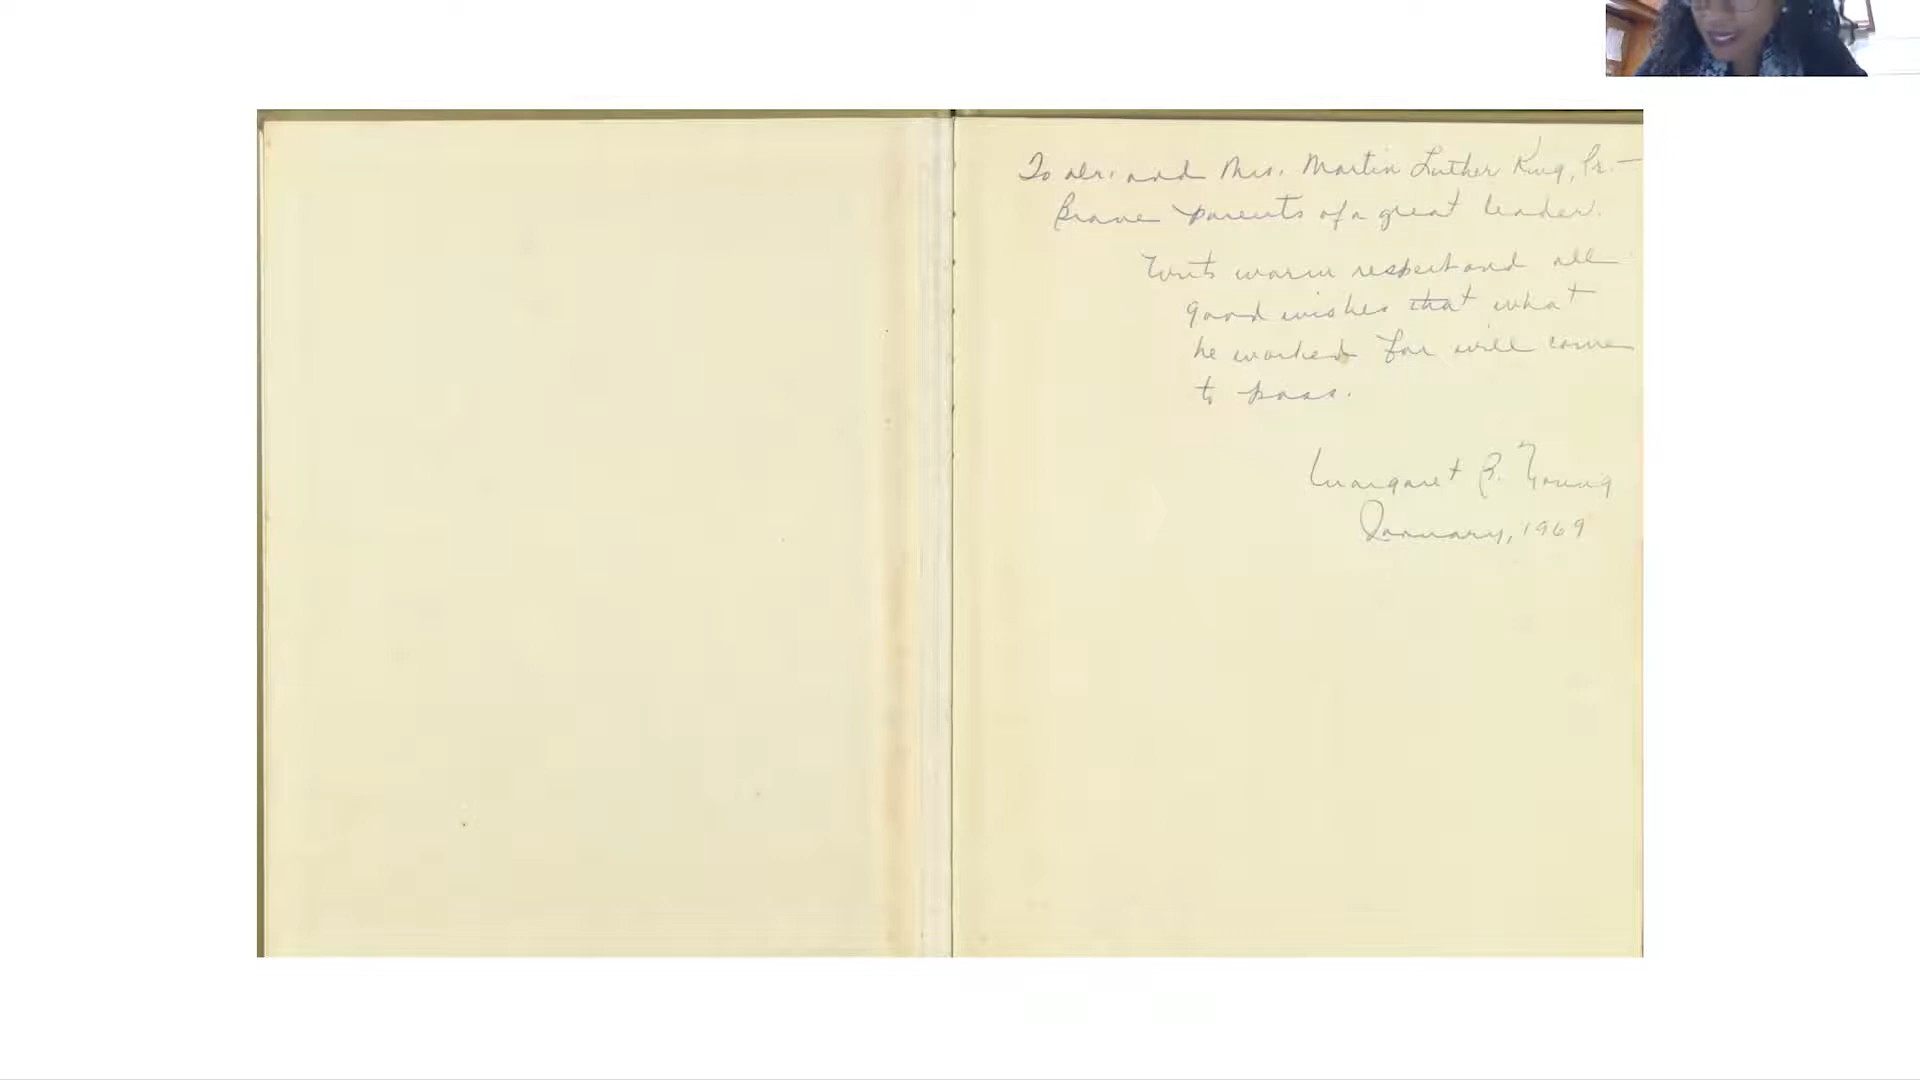 To Mr. and Mrs. Martin Luther King, Sr. —
Brave parents of a great leader.
With warm respect and all
good wishes that what
he worked for will come
to pass.
Margaret B. Young
January, 1969